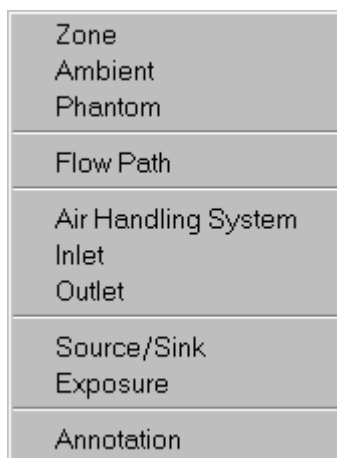 Zone
Ambient
Phantom
Flow Path
Air Handling System
Inlet
Outlet
Source/Sink
Exposure
Annotation